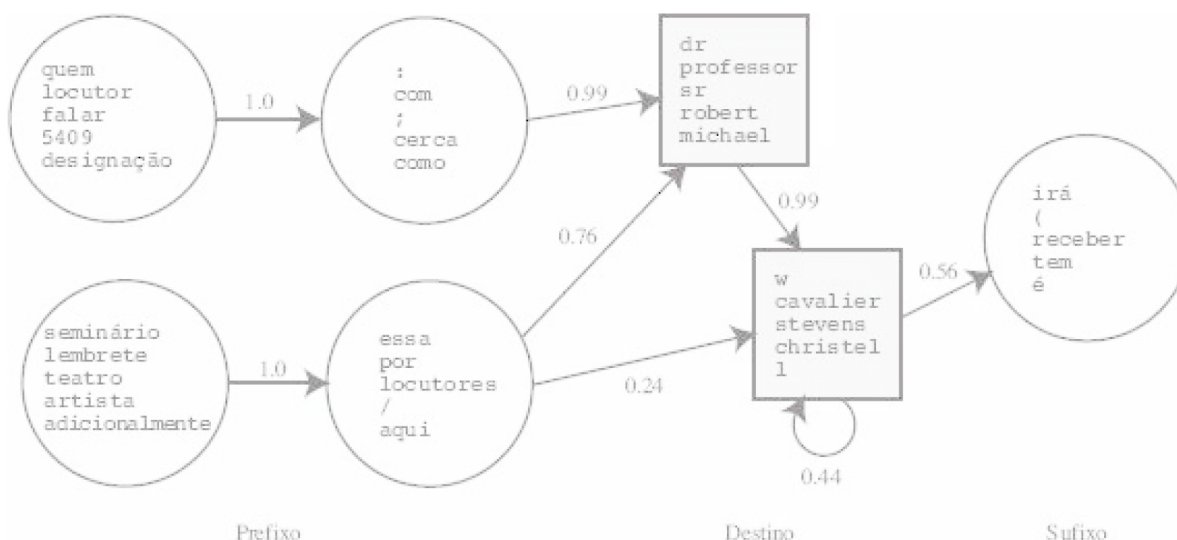 quem
locutor
falar
5409
designação
1.0
:
com
;
cerca
como
0.99
dr
professor
sr
robert
michael
0.99
0.76
seminário
lembrete
teatro
artista
adicionalmente
1.0
essa
por
locutores
/
aqui
0.24
w
cavalier
stevens
christel
l
0.44
0.56
irá
(
receber
tem
é
Prefixo
Destino
Sufixo